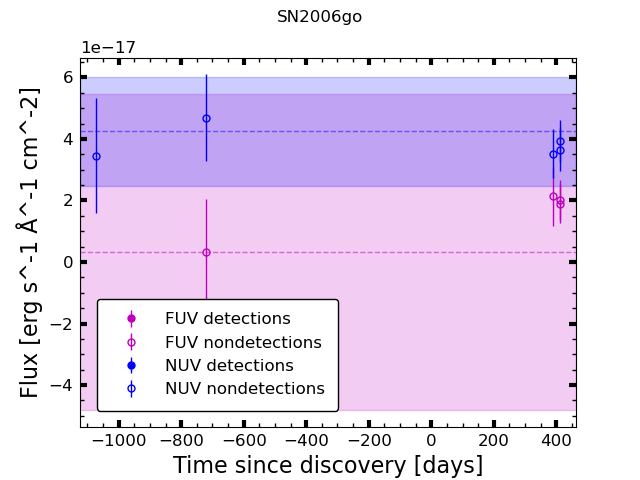 SN2006go
1e−17
6
4
2
0
−2
−4
Flux [erg s^-1 Å^-1 cm^-2]
FUV detections
FUV nondetections
NUV detections
NUV nondetections
−1000 −800 −600 −400 −200 0 200 400
Time since discovery [days]